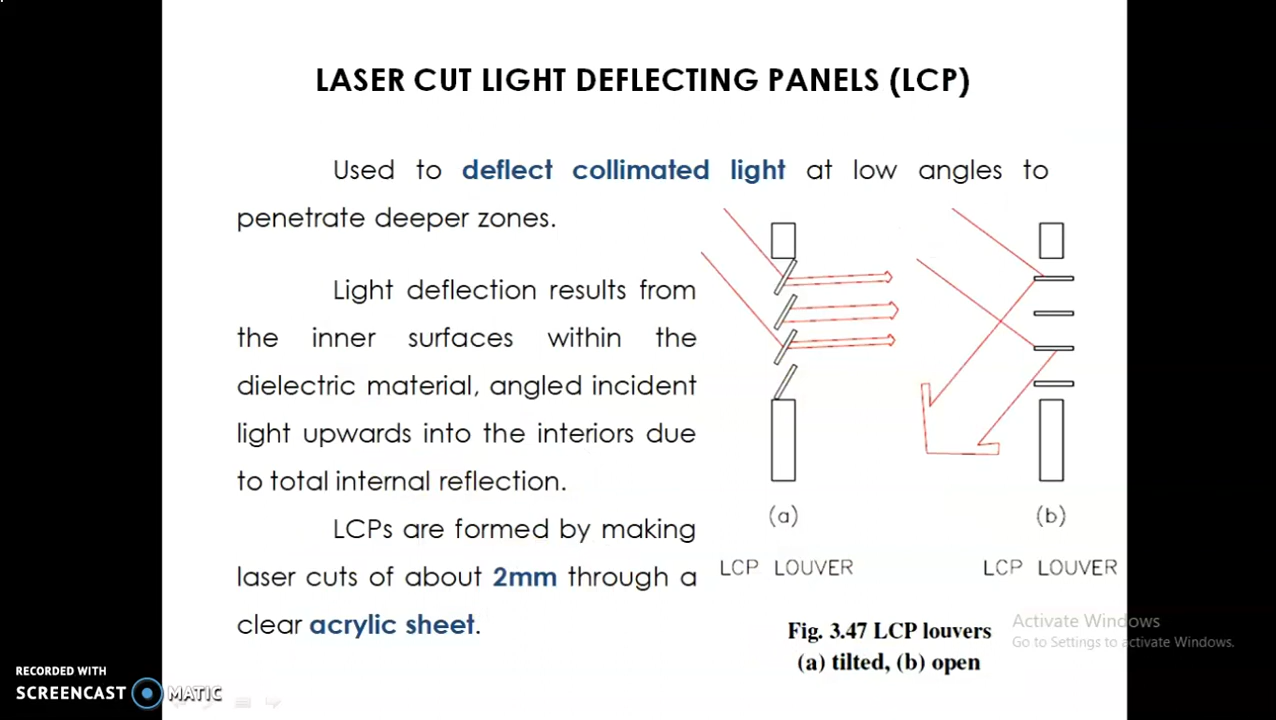 LASER CUT LIGHT DEFLECTING PANELS (LCP)
Used to deflect collimated light at low angles to
penetrate deeper zones.
Light deflection results from
the inner surfaces within the
dielectric material, angled incident
light upwards into the interiors due
to total internal reflection.
LCPs are formed by making
laser cuts of about 2mm through a
clear acrylic sheet.
(a)
(b)
LCP LOUVER
LCP LOUVER
Fig. 3.47 LCP louvers
(a) tilted, (b) open
Activate Windows
Go to Settings to activate Windows.
RECORDED WITH
SCREENCAST MATIC